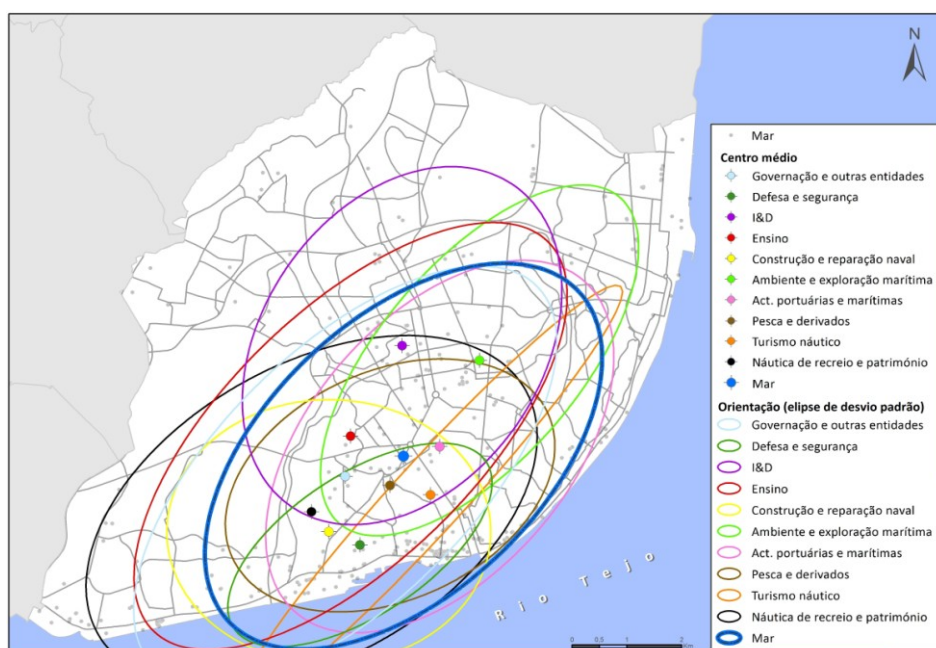 N
Mar
Centro médio
Governação e outras entidades
Defesa e segurança
I&D
Ensino
Construção e reparação naval
Ambiente e exploração marítima
Act. portuárias e marítimas
Pesca e derivados
Turismo náutico
Náutica de recreio e património
Mar
Orientação (elipse de desvio padrão)
Governação e outras entidades
Defesa e segurança
I&D
Ensino
Construção e reparação naval
Ambiente e exploração marítima
Act. portuárias e marítimas
Pesca e derivados
Turismo náutico
Náutica de recreio e património
Mar
Rio Tejo
0 0,5 1 2